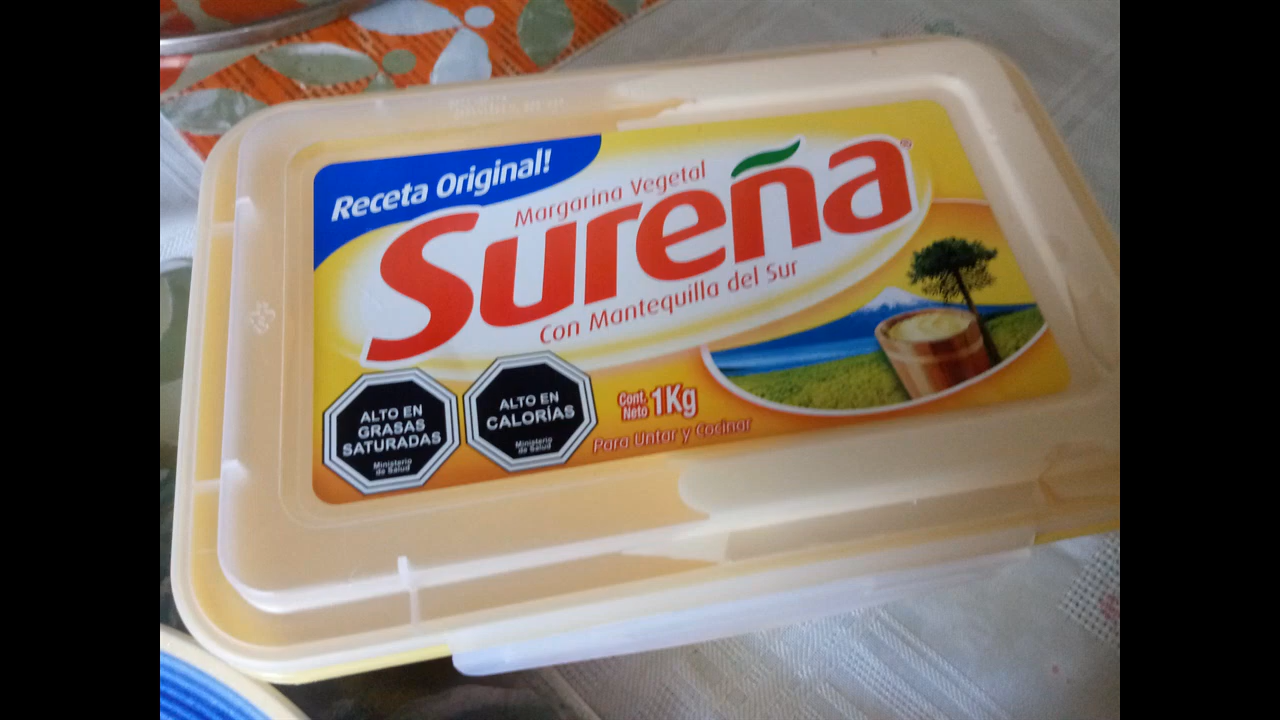 Receta Original!
Margarina Vegetal
Sureña
Con Mantequilla del Sur
ALTO EN
GRASAS
SATURADAS
Ministerio
de Salud
ALTO EN
CALORÍAS
Ministerio
de Salud
Cont.
Neto 1Kg
Para Untar y Cocinar